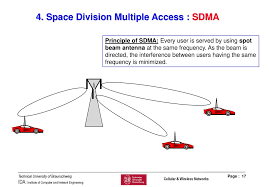 4. Space Division Multiple Access : SDMA
Principle of SDMA: Every user is served by using spot
beam antenna at the same frequency. As the beam is
directed, the interference between users having the same
frequency is minimized.
Technical University of Braunschweig
IDA Institute of Computer and Network Engineering
Cellular & Wireless Networks
Page : 17